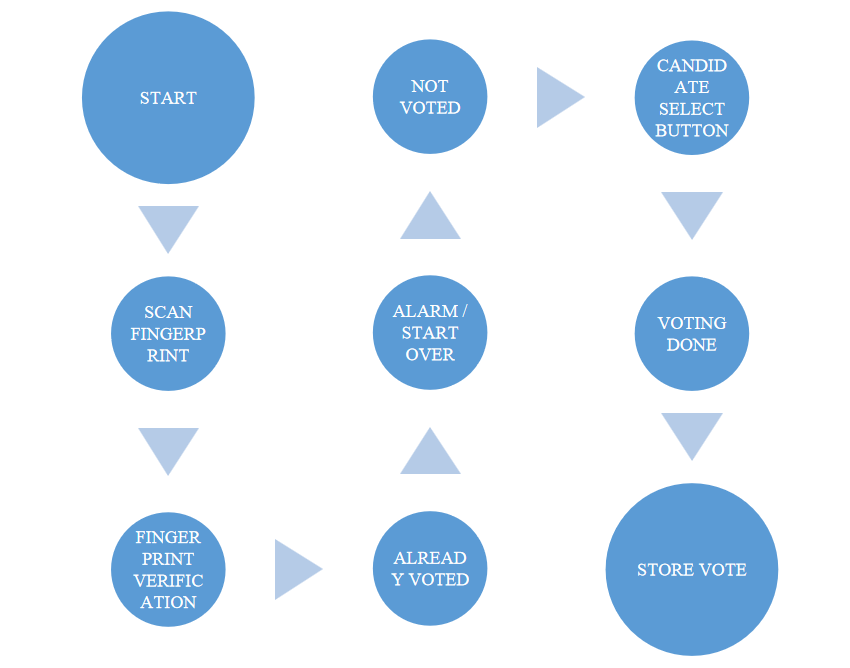 START
SCAN
FINGERP
RINT
FINGER
PRINT
VERIFIC
ATION
ALREAD
Y VOTED
ALARM /
START
OVER
NOT
VOTED
CANDID
ATE
SELECT
BUTTON
VOTING
DONE
STORE VOTE